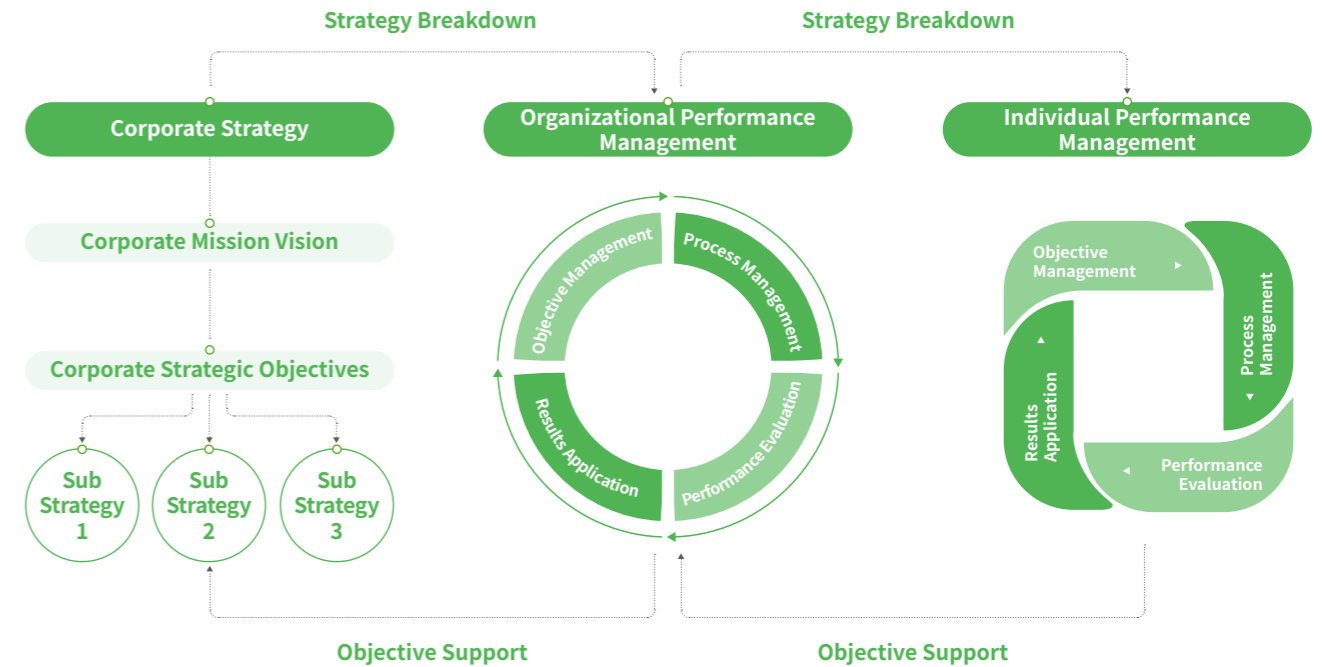 Strategy Breakdown
Strategy Breakdown
Corporate Strategy
Organizational Performance
Management
Individual Performance
Management
Corporate Mission Vision
Corporate Strategic Objectives
Sub
Strategy
1
Sub
Strategy
2
Sub
Strategy
3
Objective Management
Process Management
Performance Evaluation
Results Application
Objective
Management
Process
Management
Performance
Evaluation
Results
Application
Objective Support
Objective Support